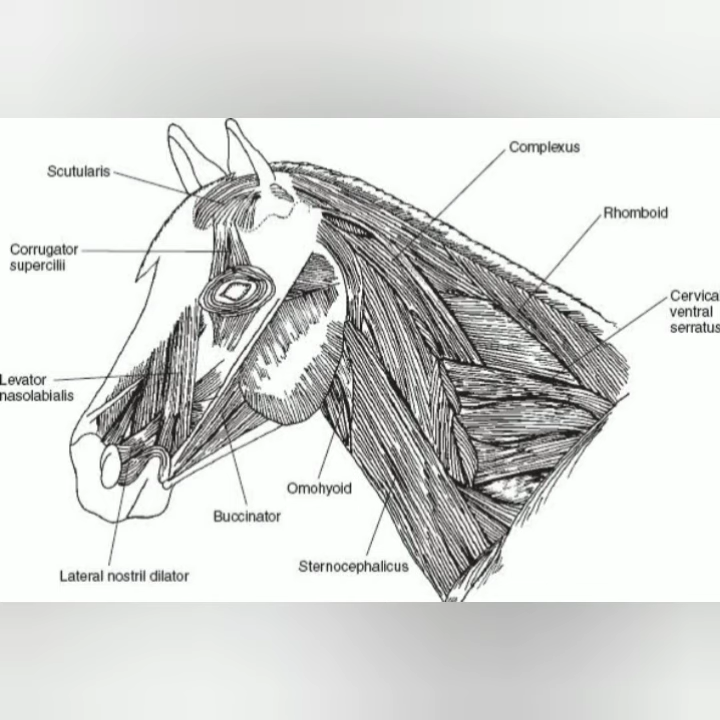 Complexus
Scutularis
Rhomboid
Corrugator
supercilii
Cervica
ventral
serratus
Levator
nasolabialis
Omohyoid
Buccinator
Sternocephalicus
Lateral nostril dilator